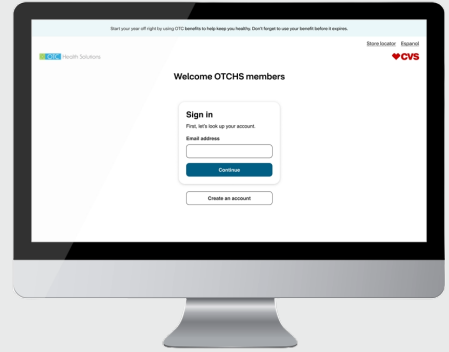 Start your year off right by using OTC benefits to help keep you healthy. Don't forget to use your benefit before it expires.
Store locator Espanol
OTC Health Solutions
CVS
Welcome OTCHS members
Sign in
First, let's look up your account.
Email address
Continue
Create an account